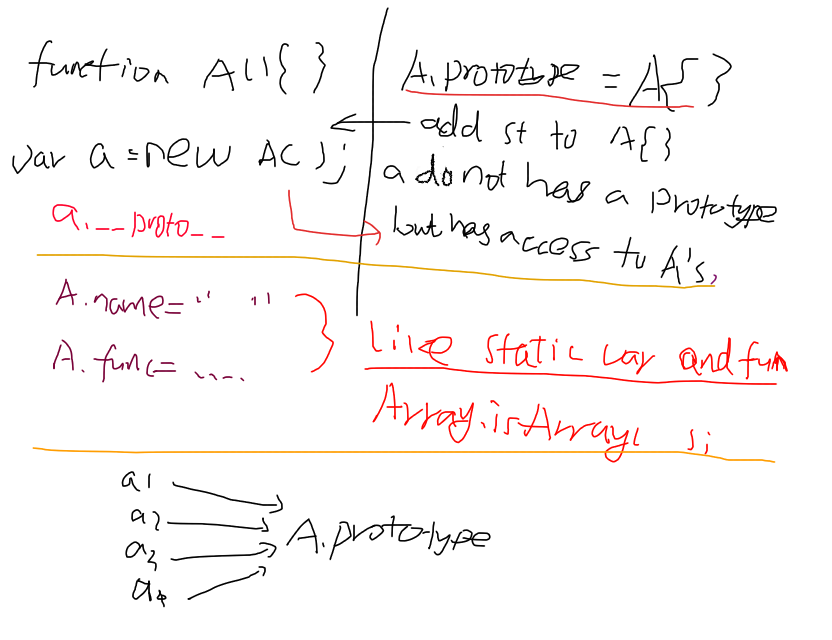 function A(){}
A.prototype = A{}
add st to A{}
var a = new A();
a do not has a prototype
a.__proto__
but has access to A's,
A.name= " "
A.func= .....
Like static var and fun
Array.isArray( );
a1
a2
a3
a4
A.prototype